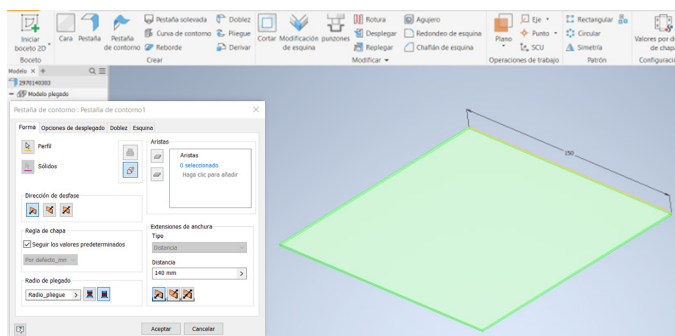 Iniciar boceto 2D
Boceto
Cara
Pestaña
Pestaña de contorno
Pestaña solevada
Curva de contorno
Reborde
Doblez
Pliegue
Derivar
Crear
Cortar
Modificación de esquina
punzones
Rotura
Desplegar
Replegar
Agujero
Redondeo de esquina
Chaflán de esquina
Modificar
Plano
Eje
Punto
SCU
Operaciones de trabajo
Rectangular
Circular
Simetría
Patrón
Valores por de
de chapa
Configuració
Modelo
2970140303
Modelo plegado
Pestaña de contorno : Pestaña de contorno1
Forma
Opciones de desplegado
Doblez
Esquina
Perfil
Sólidos
Aristas
Aristas
0 seleccionado
Haga clic para añadir
Dirección de desfase
Regla de chapa
Seguir los valores predeterminados
Por defecto_mm
Radio de plegado
Radio_pliegue
Extensiones de anchura
Tipo
Distancia
Distancia
140 mm
Aceptar
Cancelar
150